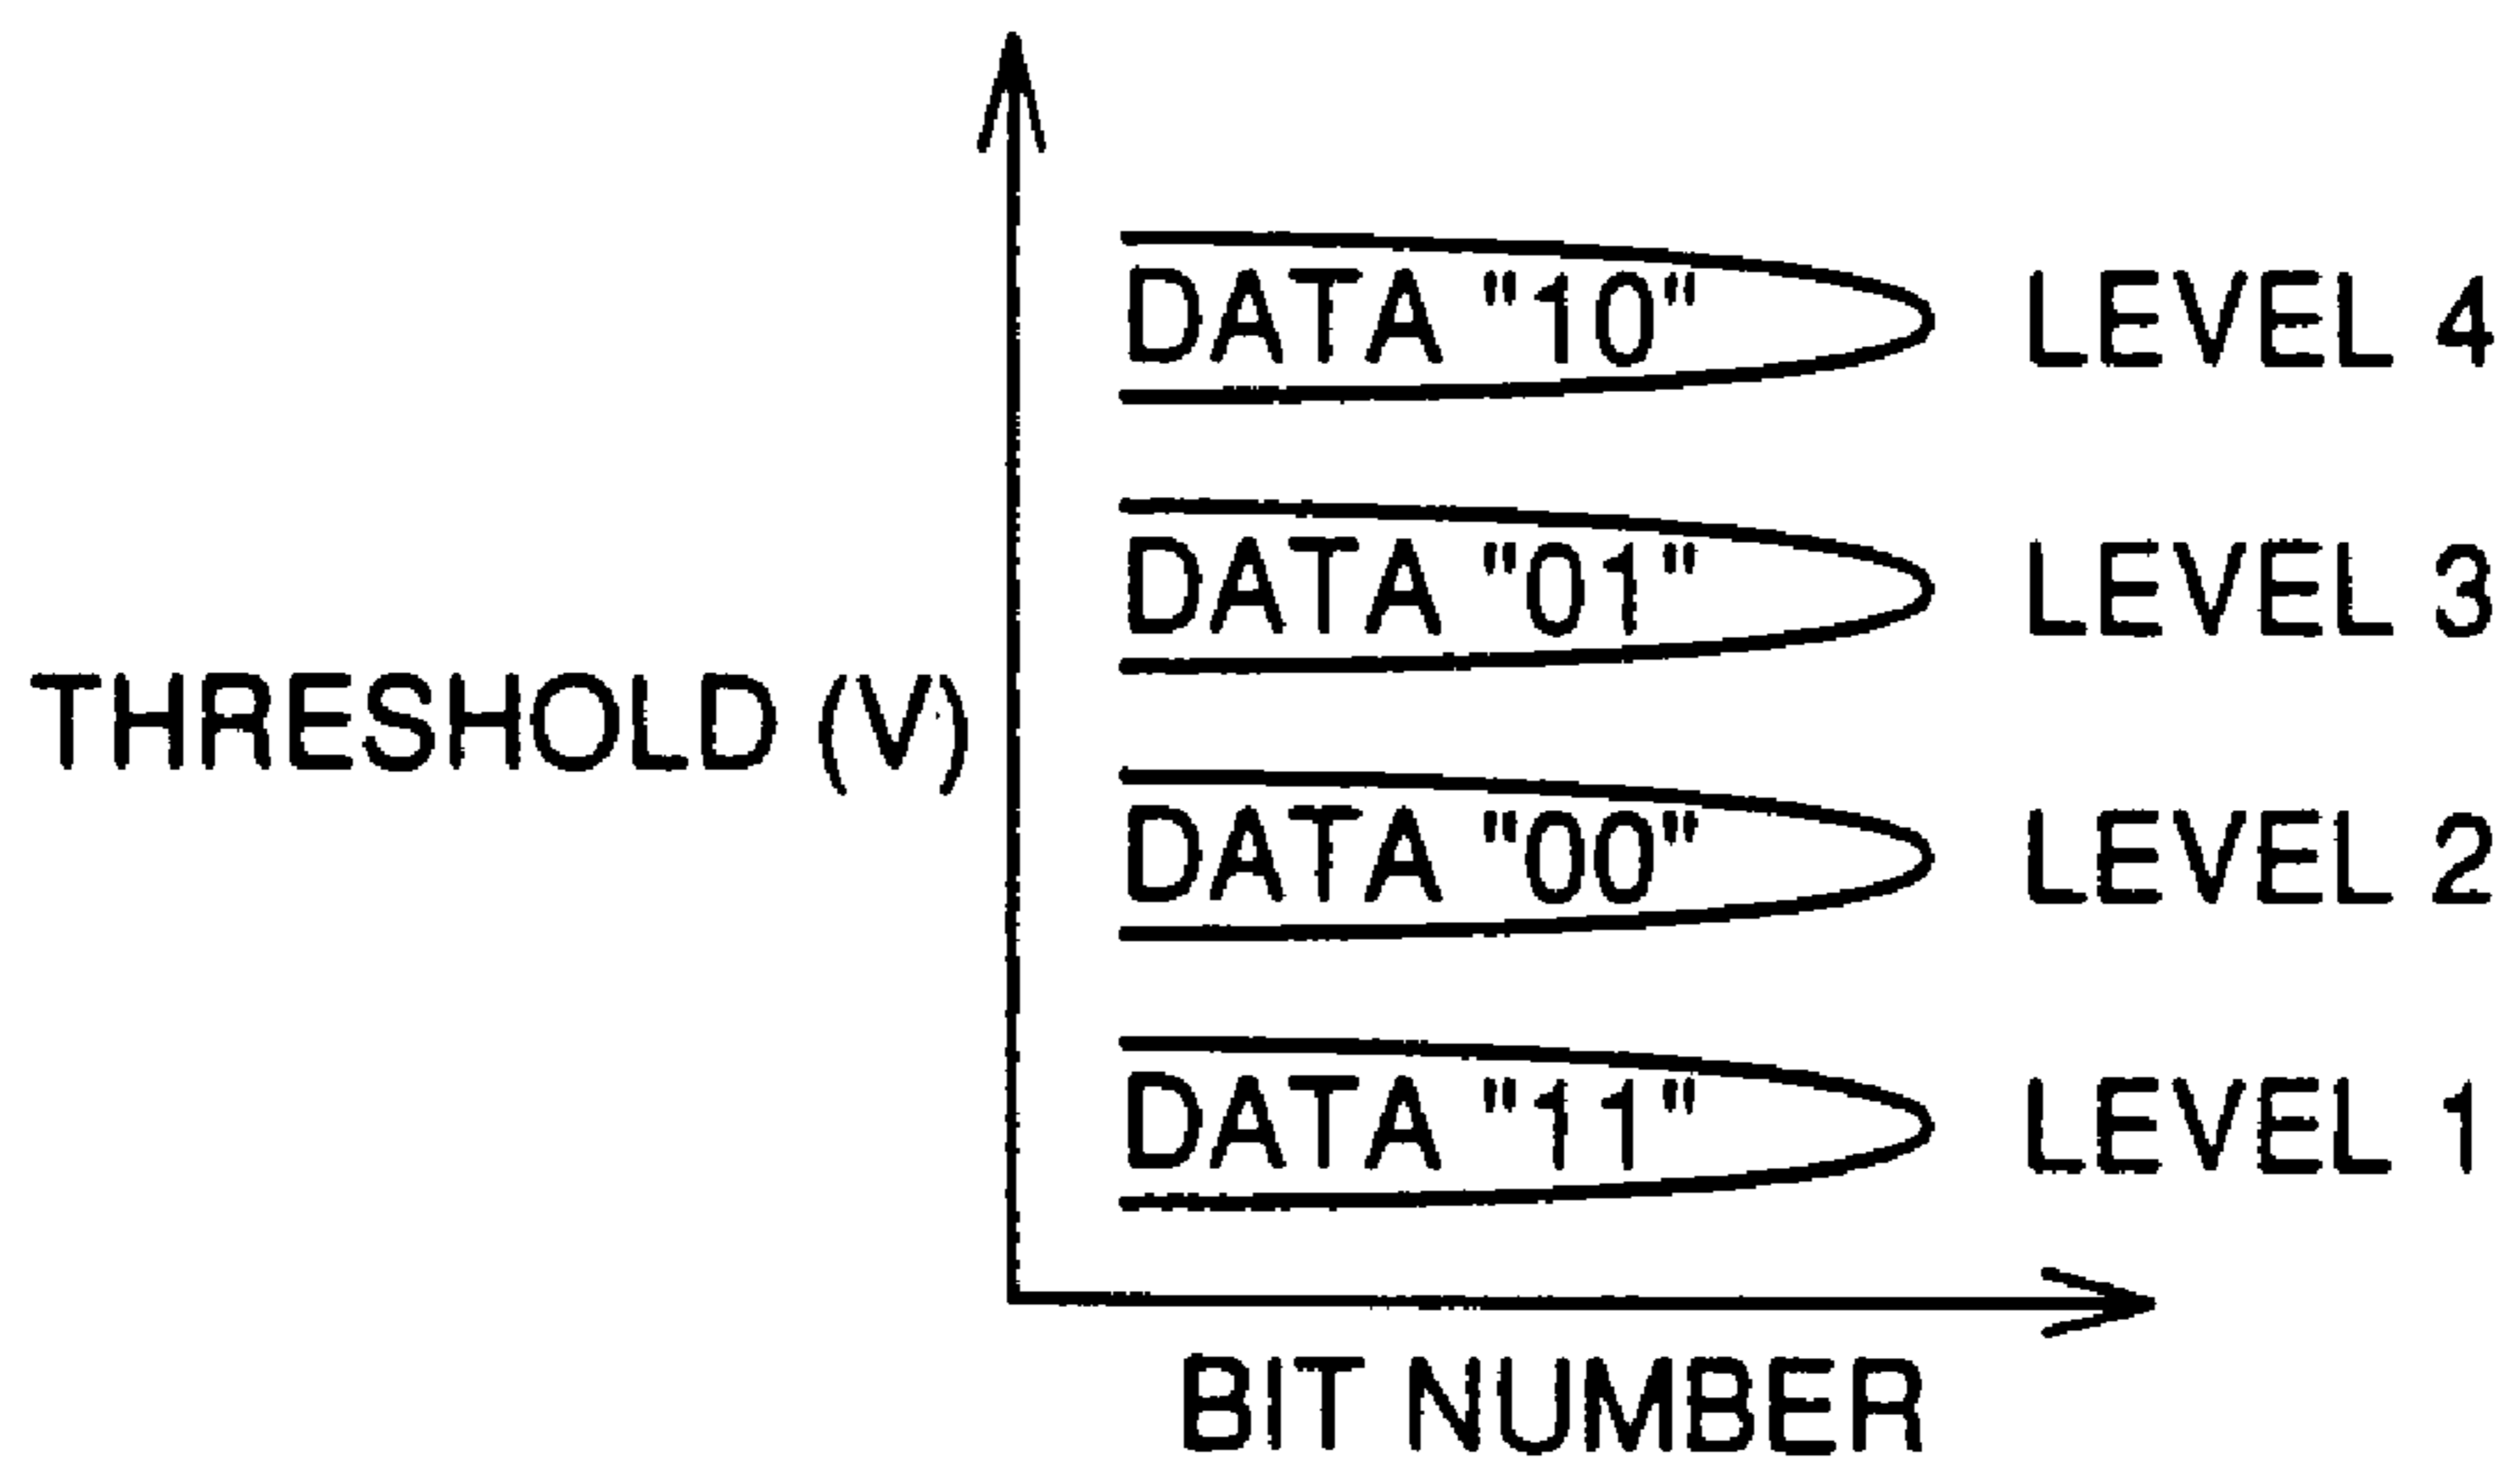 DATA "10" LEVEL 4
DATA "01" LEVEL 3
THRESHOLD (V)
DATA "00" LEVEL 2
DATA "11" LEVEL 1
BIT NUMBER